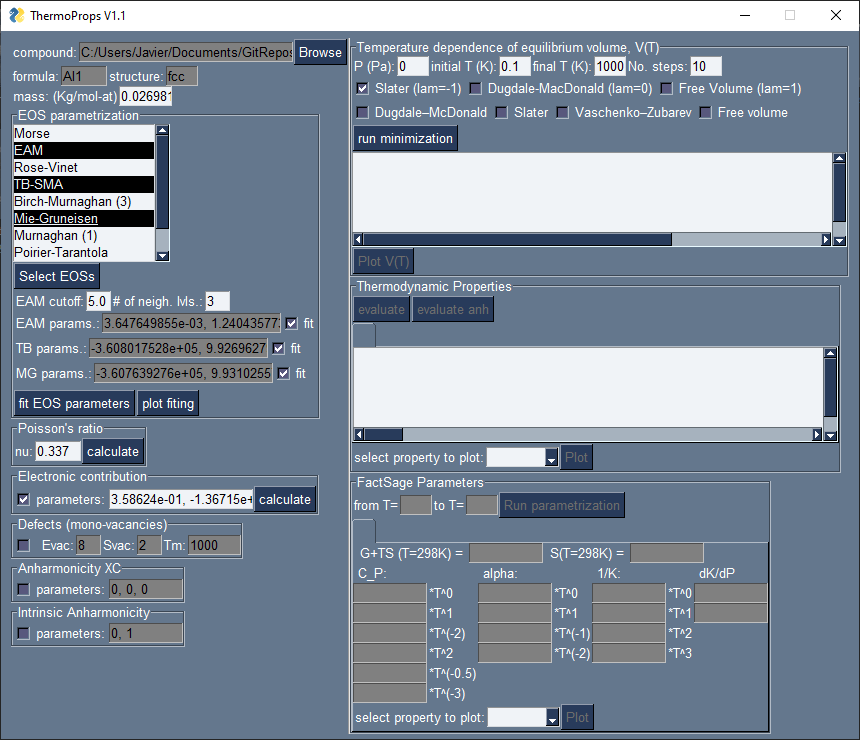 ThermoProps V1.1
compound: C:/Users/Javier/Documents/GitRepos Browse
formula: Al1 structure: fcc
mass: (Kg/mol-at) 0.026981
EOS parametrization
Morse
EAM
Rose-Vinet
TB-SMA
Birch-Murnaghan (3)
Mie-Gruneisen
Murnaghan (1)
Poirier-Tarantola
Select EOSs
EAM cutoff: 5.0 # of neigh. lvls.: 3
EAM params.: 3.647649855e-03, 1.24043577 fit
TB params.: -3.608017528e+05, 9.9269627 fit
MG params.: -3.607639276e+05, 9.9310255 fit
fit EOS parameters plot fiting
Poisson's ratio
nu: 0.337 calculate
Electronic contribution
parameters: 3.58624e-01, -1.36715e+ calculate
Defects (mono-vacancies)
Evac: 8 Svac: 2 Tm: 1000
Anharmonicity XC
parameters: 0, 0, 0
Intrinsic Anharmonicity
parameters: 0, 1
Temperature dependence of equilibrium volume, V(T)
P (Pa): 0 initial T (K): 0.1 final T (K): 1000 No. steps: 10
Slater (lam=-1) Dugdale-MacDonald (lam=0) Free Volume (lam=1)
Dugdale–McDonald Slater Vaschenko–Zubarev Free volume
run minimization
Plot V(T)
Thermodynamic Properties
evaluate evaluate anh
select property to plot: Plot
FactSage Parameters
from T= to T= Run parametrization
G+TS (T=298K) = S(T=298K) =
C_P: alpha: 1/K: dK/dP
*T^0 *T^0 *T^0
*T^1 *T^1 *T^1
*T^(-2) *T^(-1) *T^2
*T^2 *T^(-2) *T^3
*T^(-0.5)
*T^(-3)
select property to plot: Plot